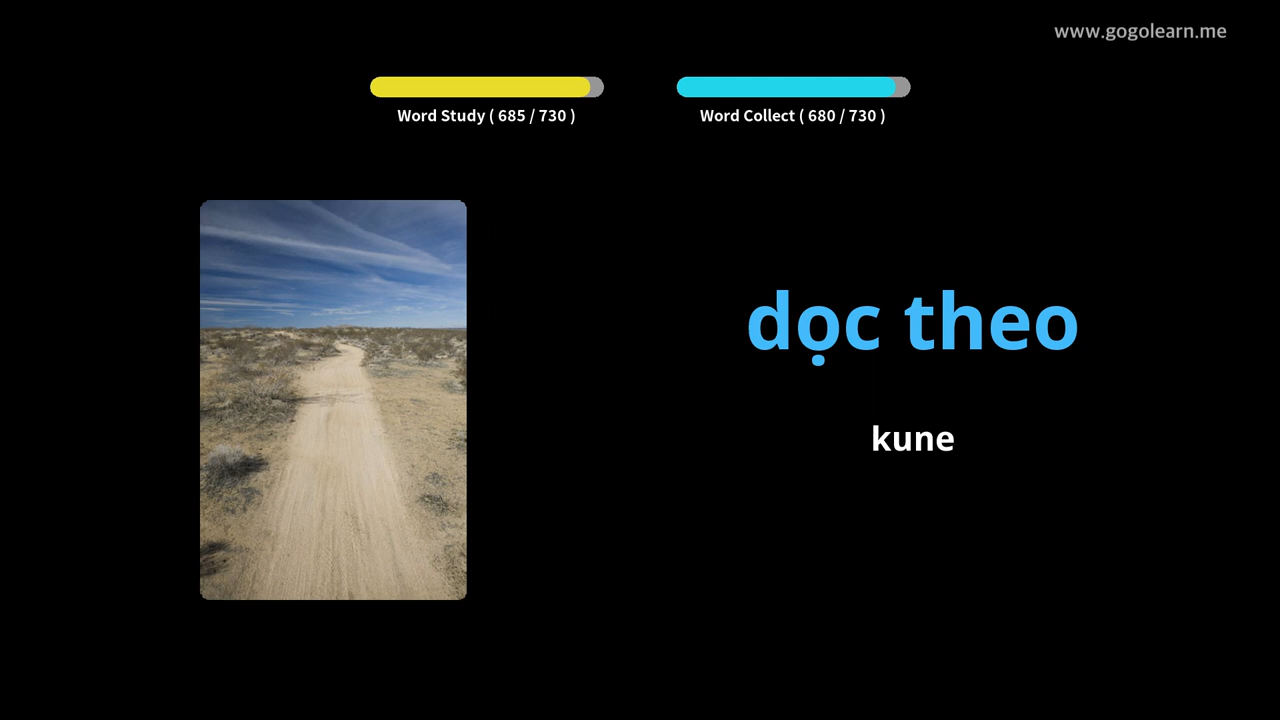 www.gogolearn.me
Word Study ( 685 / 730 )
Word Collect ( 680 / 730 )
dọc theo
kune